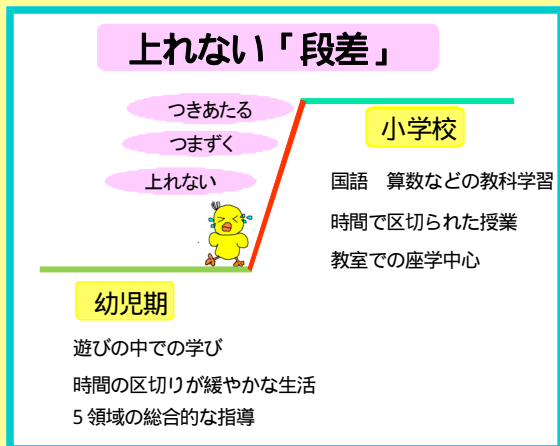 上れない「段差」
つきあたる
つまずく
上れない
小学校
国語　算数などの教科学習
時間で区切られた授業
教室での座学中心
幼児期
遊びの中での学び
時間の区切りが緩やかな生活
5領域の総合的な指導